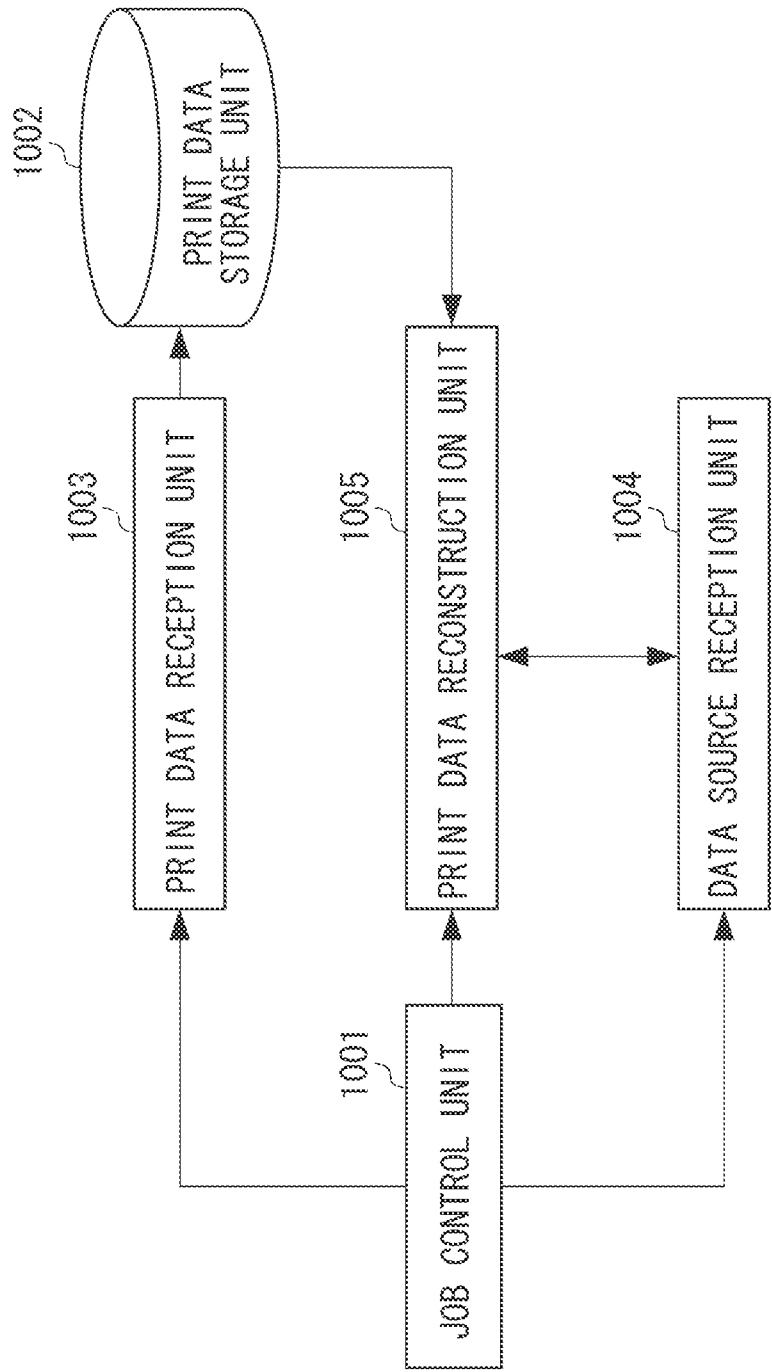 1002
PRINT DATA
STORAGE UNIT
1003
PRINT DATA RECEPTION UNIT
1005
PRINT DATA RECONSTRUCTION UNIT
1001
JOB CONTROL UNIT
1004
DATA SOURCE RECEPTION UNIT